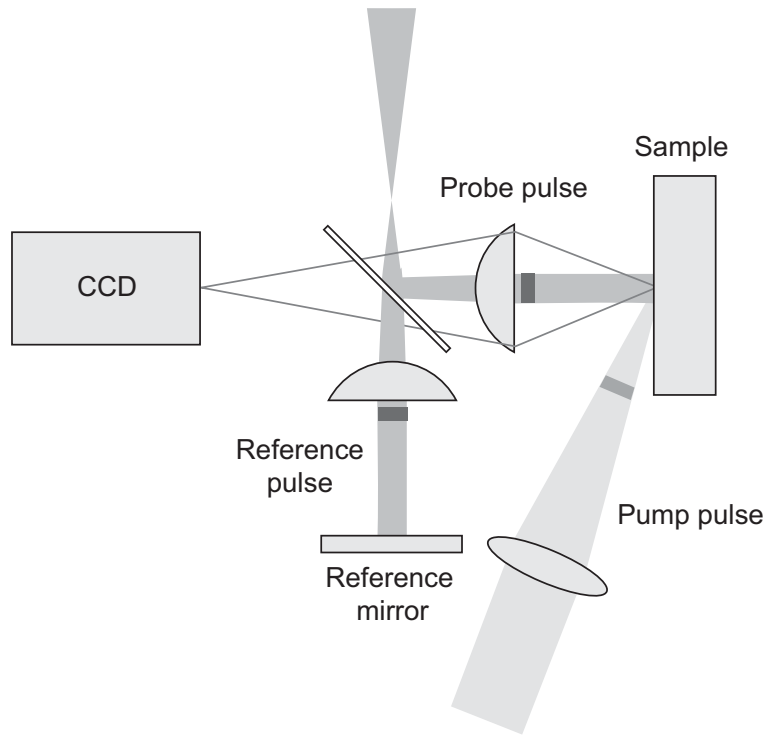 Sample
Probe pulse
CCD
Reference
pulse
Pump pulse
Reference
mirror